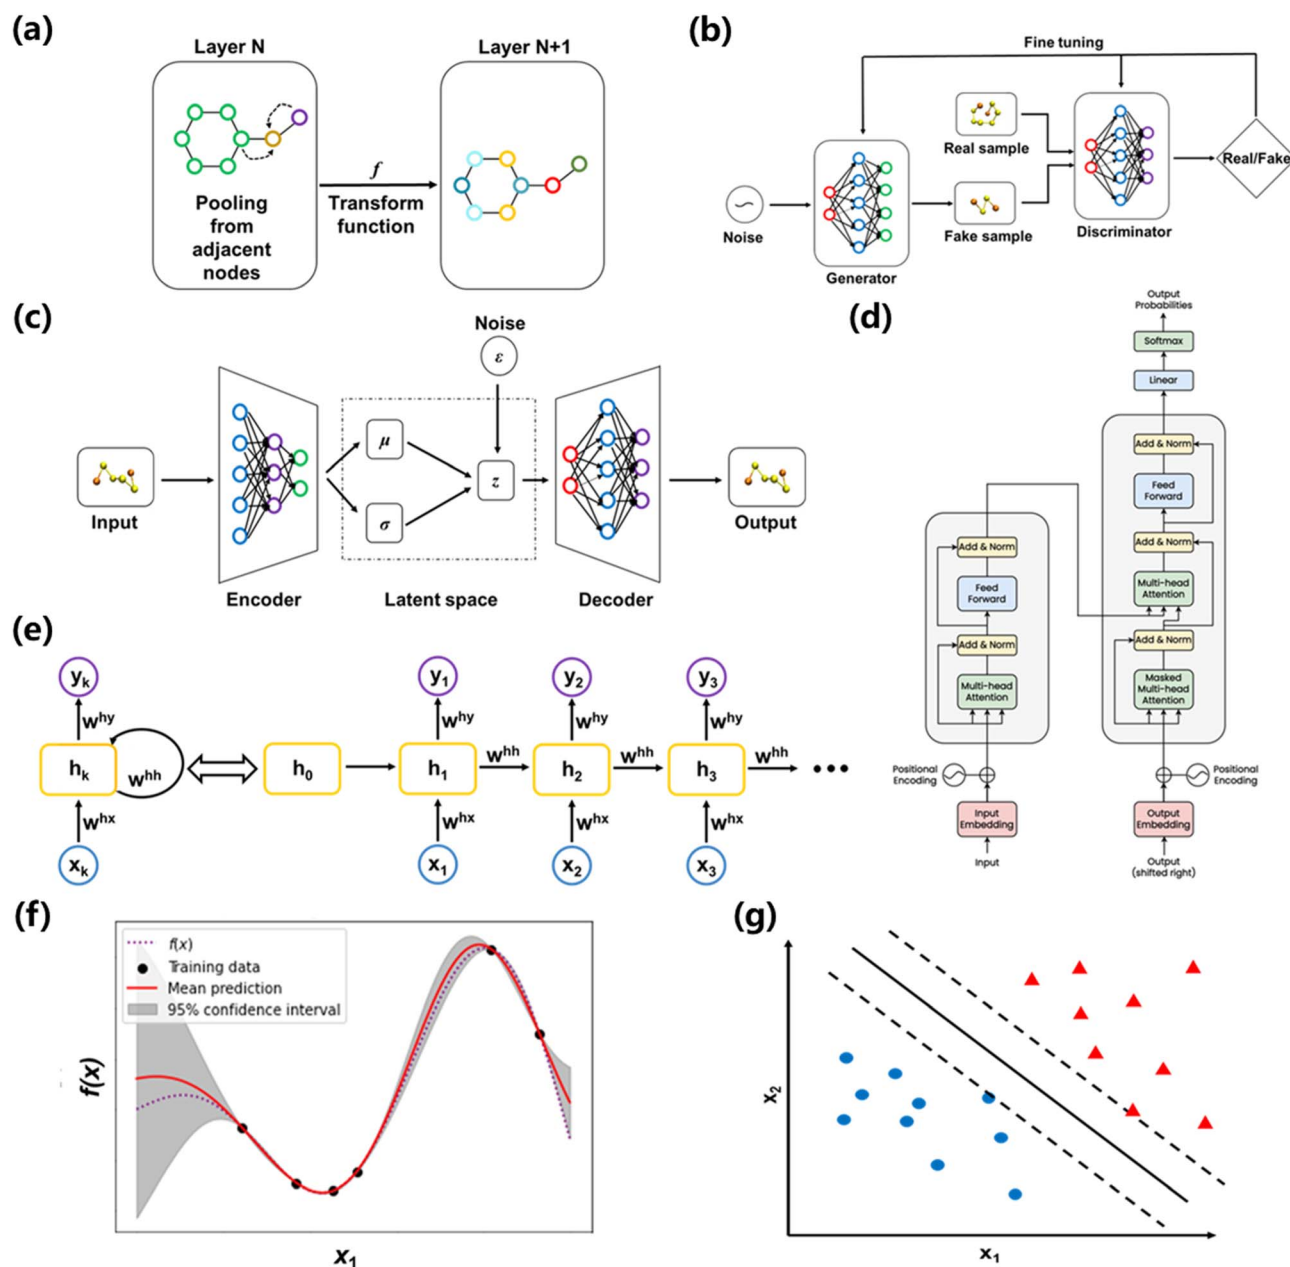 (a)
Layer N
Layer N+1
Pooling
from
adjacent
nodes
f
Transform
function
(b)
Fine tuning
Real sample
Real/Fake
Noise
Fake sample
Discriminator
Generator
(c)
Noise
ε
μ
σ
z
Input
Output
Encoder
Latent space
Decoder
(d)
Output
Probabilities
Softmax
Linear
Add & Norm
Feed
Forward
Add & Norm
Multi-head
Attention
Add & Norm
Masked
Multi-head
Attention
Add & Norm
Feed
Forward
Add & Norm
Multi-head
Attention
Positional
Encoding
Positional
Encoding
Input
Embedding
Output
Embedding
Input
Output
(shifted right)
(e)
yₖ
y₁
y₂
y₃
Wʰʸ
Wʰʸ
Wʰʸ
Wʰʸ
hₖ
Wʰʰ
h₀
h₁
Wʰʰ
h₂
Wʰʰ
h₃
Wʰʰ
•••
Wʰˣ
Wʰˣ
Wʰˣ
Wʰˣ
xₖ
x₁
x₂
x₃
(f)
f(x)
Training data
Mean prediction
95% confidence interval
f(x)
x₁
(g)
x₂
x₁